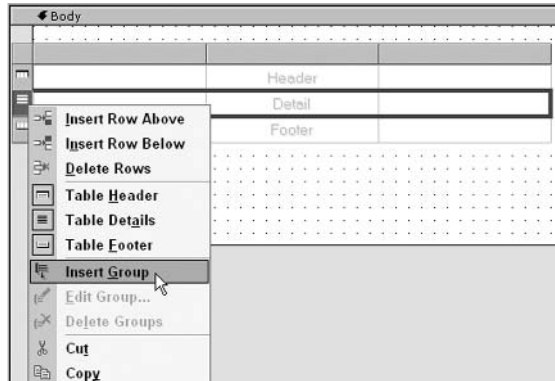 Body
Header
Detail
Footer
Insert Row Above
Insert Row Below
Delete Rows
Table Header
Table Details
Table Footer
Insert Group
Edit Group...
Delete Groups
Cut
Copy